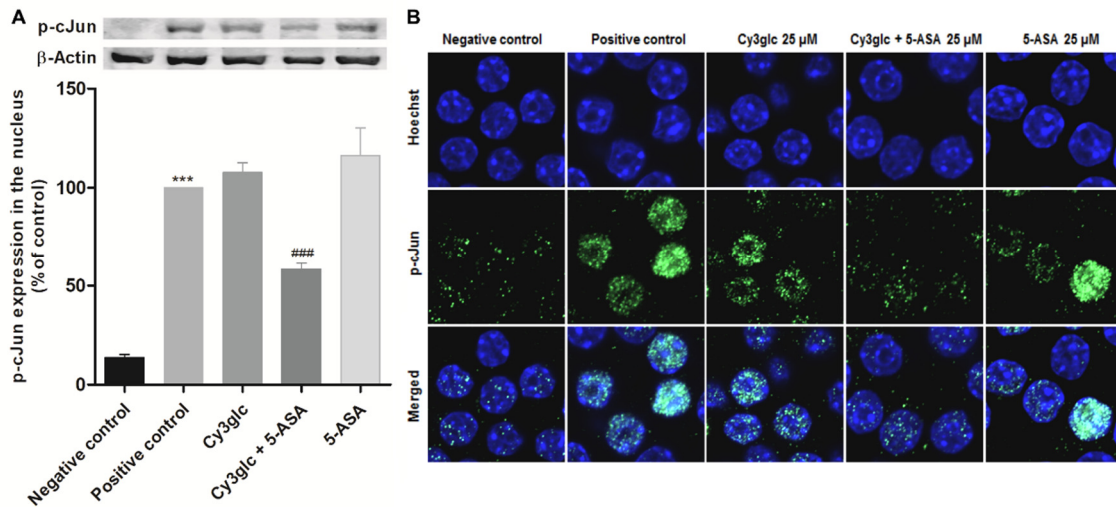 A
p-cJun
β-Actin
p-cJun expression in the nucleus
(% of control)
150
100
50
0
***
###
Negative control
Positive control
Cy3glc
Cy3glc + 5-ASA
5-ASA
B
Negative control
Positive control
Cy3glc 25 µM
Cy3glc + 5-ASA 25 µM
5-ASA 25 µM
Hoechst
p-cJun
Merged